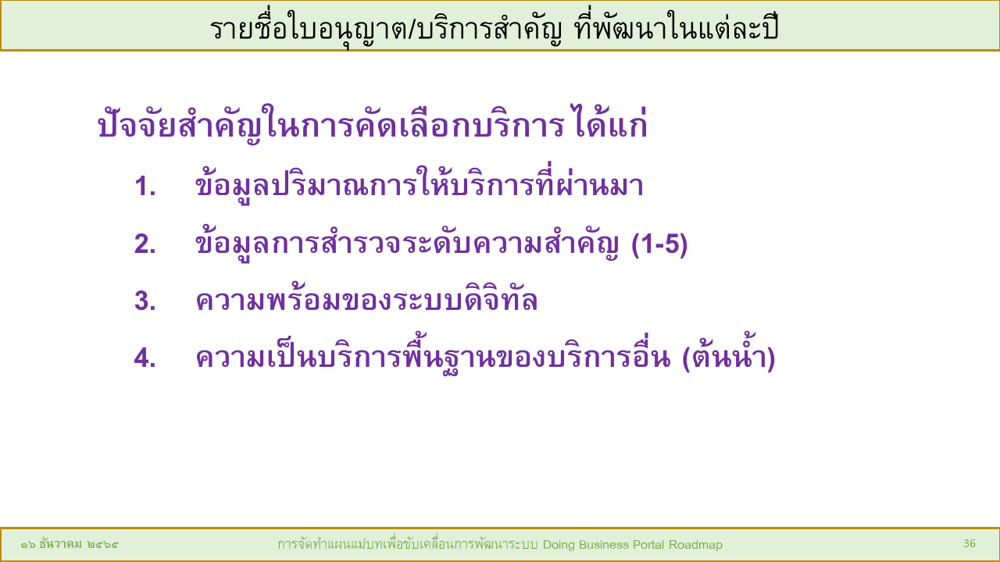 รายชื่อใบอนุญาต/บริการสำคัญ ที่พัฒนาในแต่ละปี
ปัจจัยสำคัญในการคัดเลือกบริการ ได้แก่
1. ข้อมูลปริมาณการให้บริการที่ผ่านมา
2. ข้อมูลการสำรวจระดับความสำคัญ (1-5)
3. ความพร้อมของระบบดิจิทัล
4. ความเป็นบริการพื้นฐานของบริการอื่น (ต้นน้ำ)
๑๖ ธันวาคม ๒๕๖๕ การจัดทำแผนแม่บทเพื่อขับเคลื่อนการพัฒนาระบบ Doing Business Portal Roadmap 36